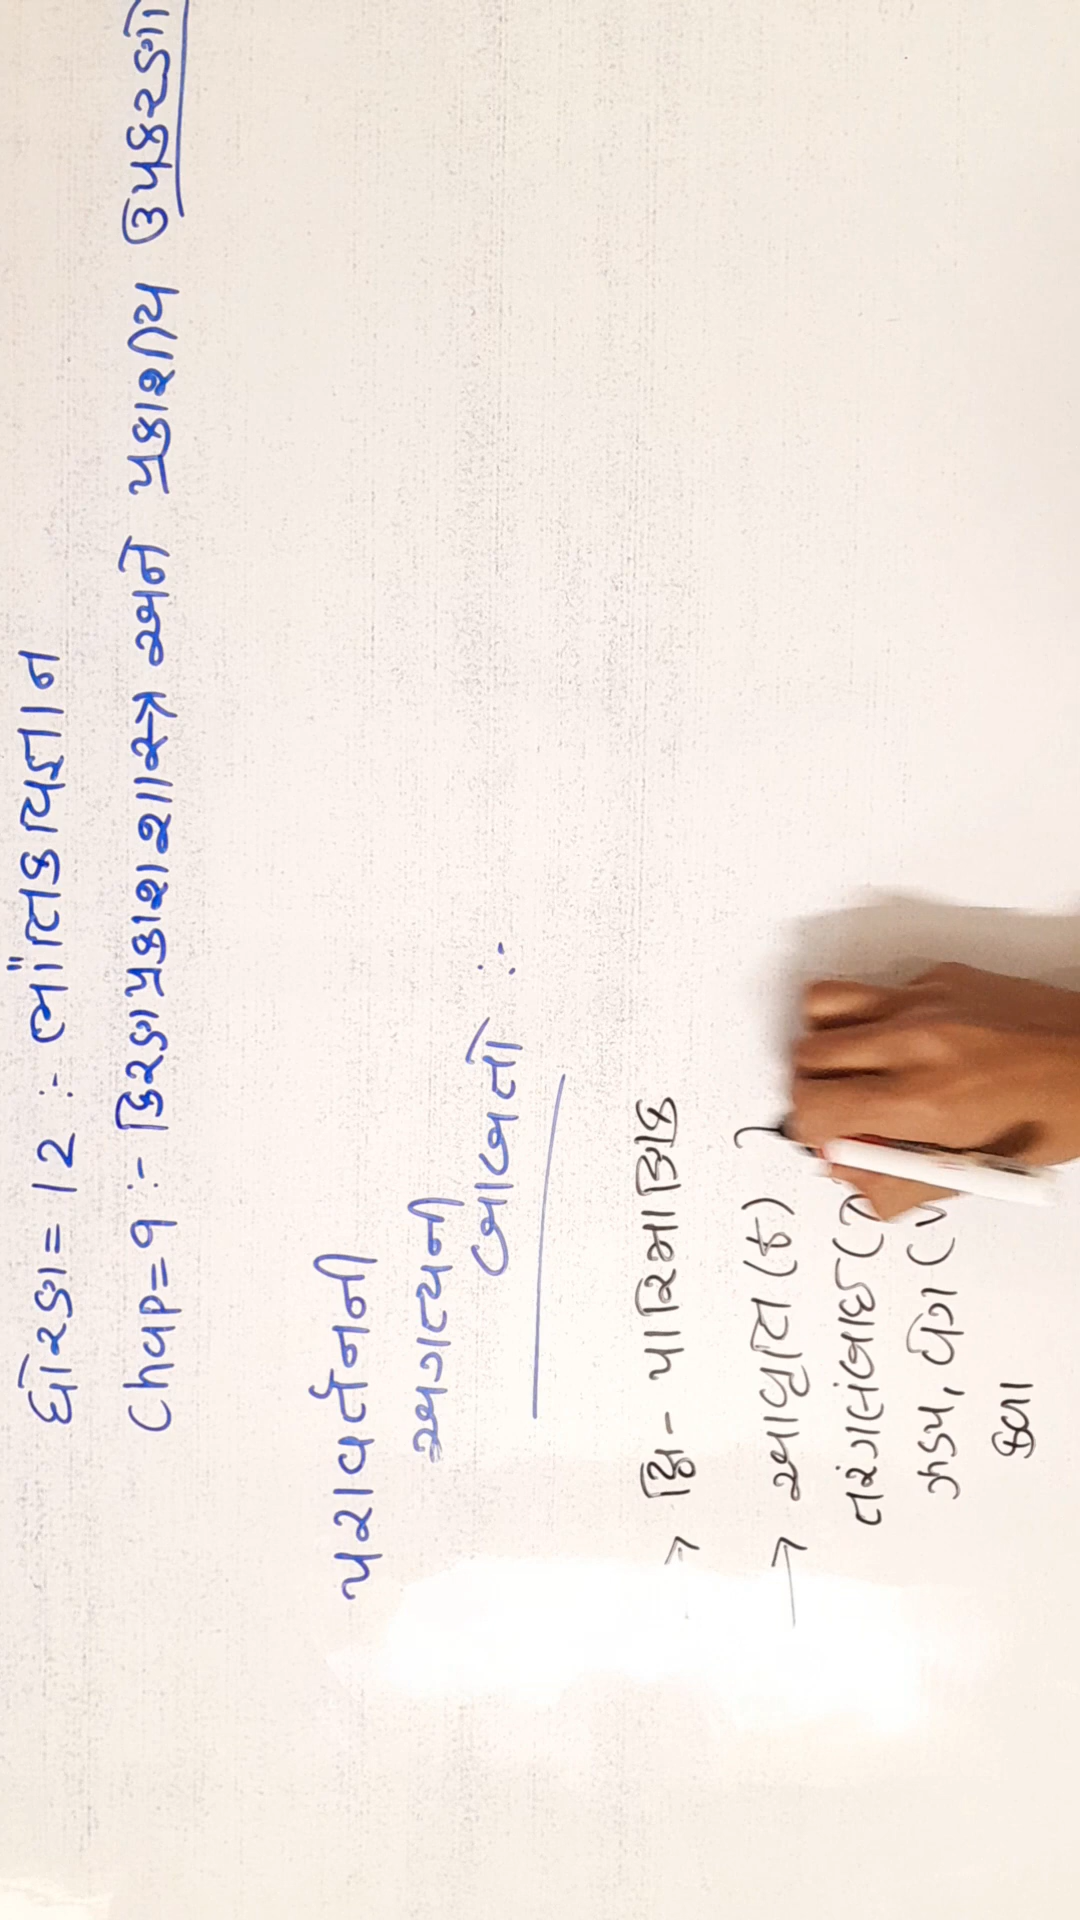 ધોરણ = 12 :- ભૌતિકવિજ્ઞાન
Chap = 9 :- કિરણપ્રકાશશાસ્ત્ર અને પ્રકાશીય ઉપકરણો
પરાવર્તનની
અગત્યની
બાબતો :-
→ દ્વિ - પારિમાણિક
→ આવૃતિ (f)
તરંગલંબાઈ (λ
ઝડપ, વેગ (v
કળા